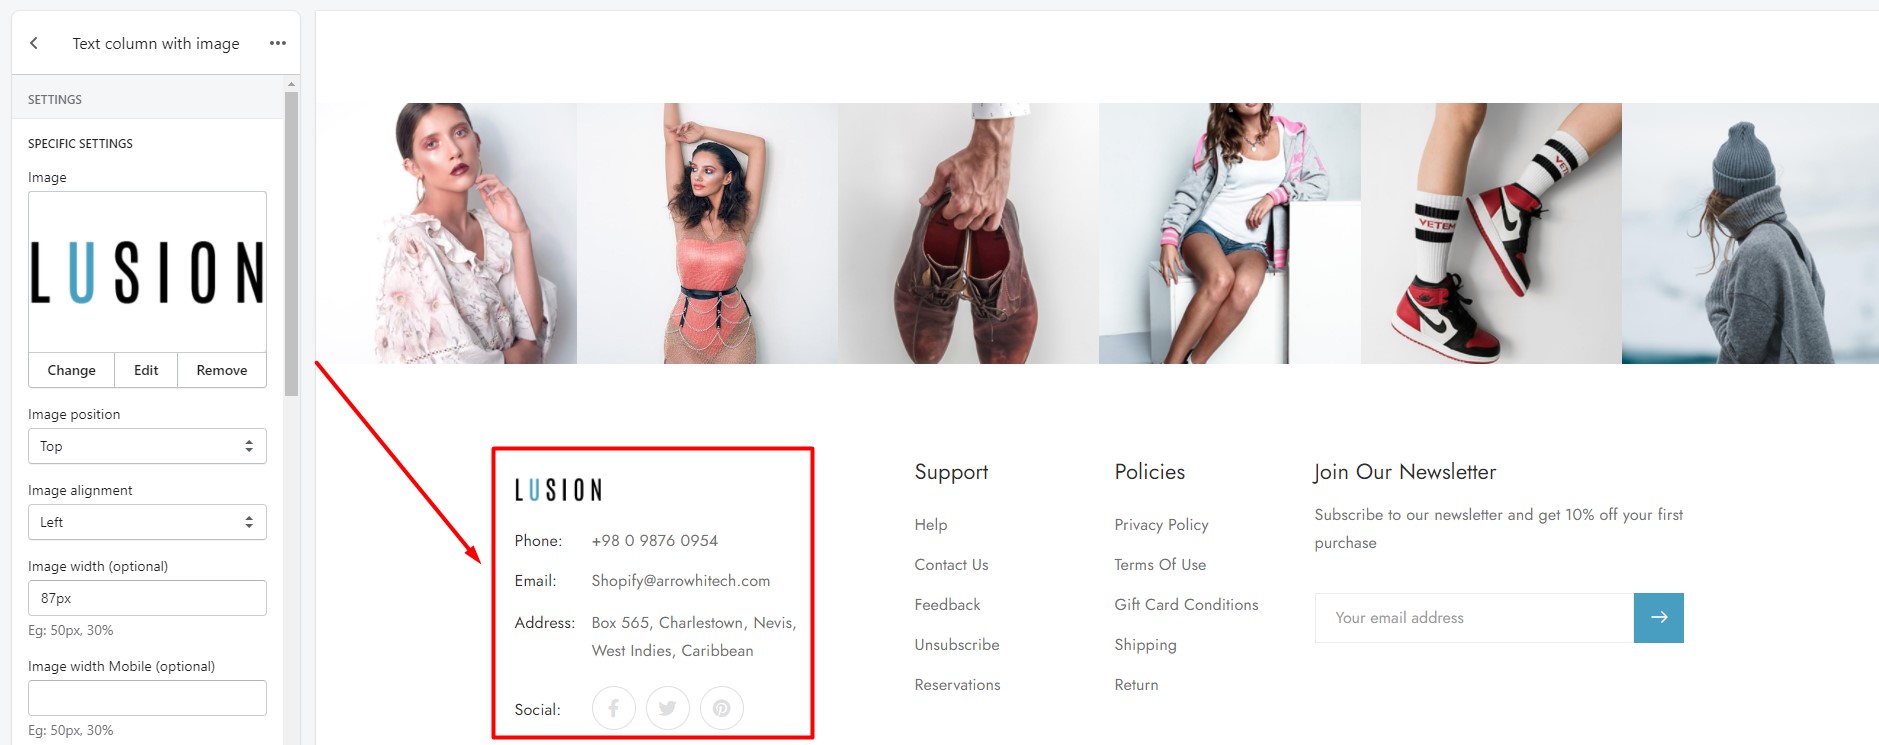 Text column with image
SETTINGS
SPECIFIC SETTINGS
Image
LUSION
Change Edit Remove
Image position
Top
Image alignment
Left
Image width (optional)
87px
Eg: 50px, 30%
Image width Mobile (optional)
Eg: 50px, 30%
VETEM
LUSION
Phone: +98 0 9876 0954
Email: Shopify@arrowhitech.com
Address: Box 565, Charlestown, Nevis,
West Indies, Caribbean
Social:
Support
Help
Contact Us
Feedback
Unsubscribe
Reservations
Policies
Privacy Policy
Terms Of Use
Gift Card Conditions
Shipping
Return
Join Our Newsletter
Subscribe to our newsletter and get 10% off your first
purchase
Your email address